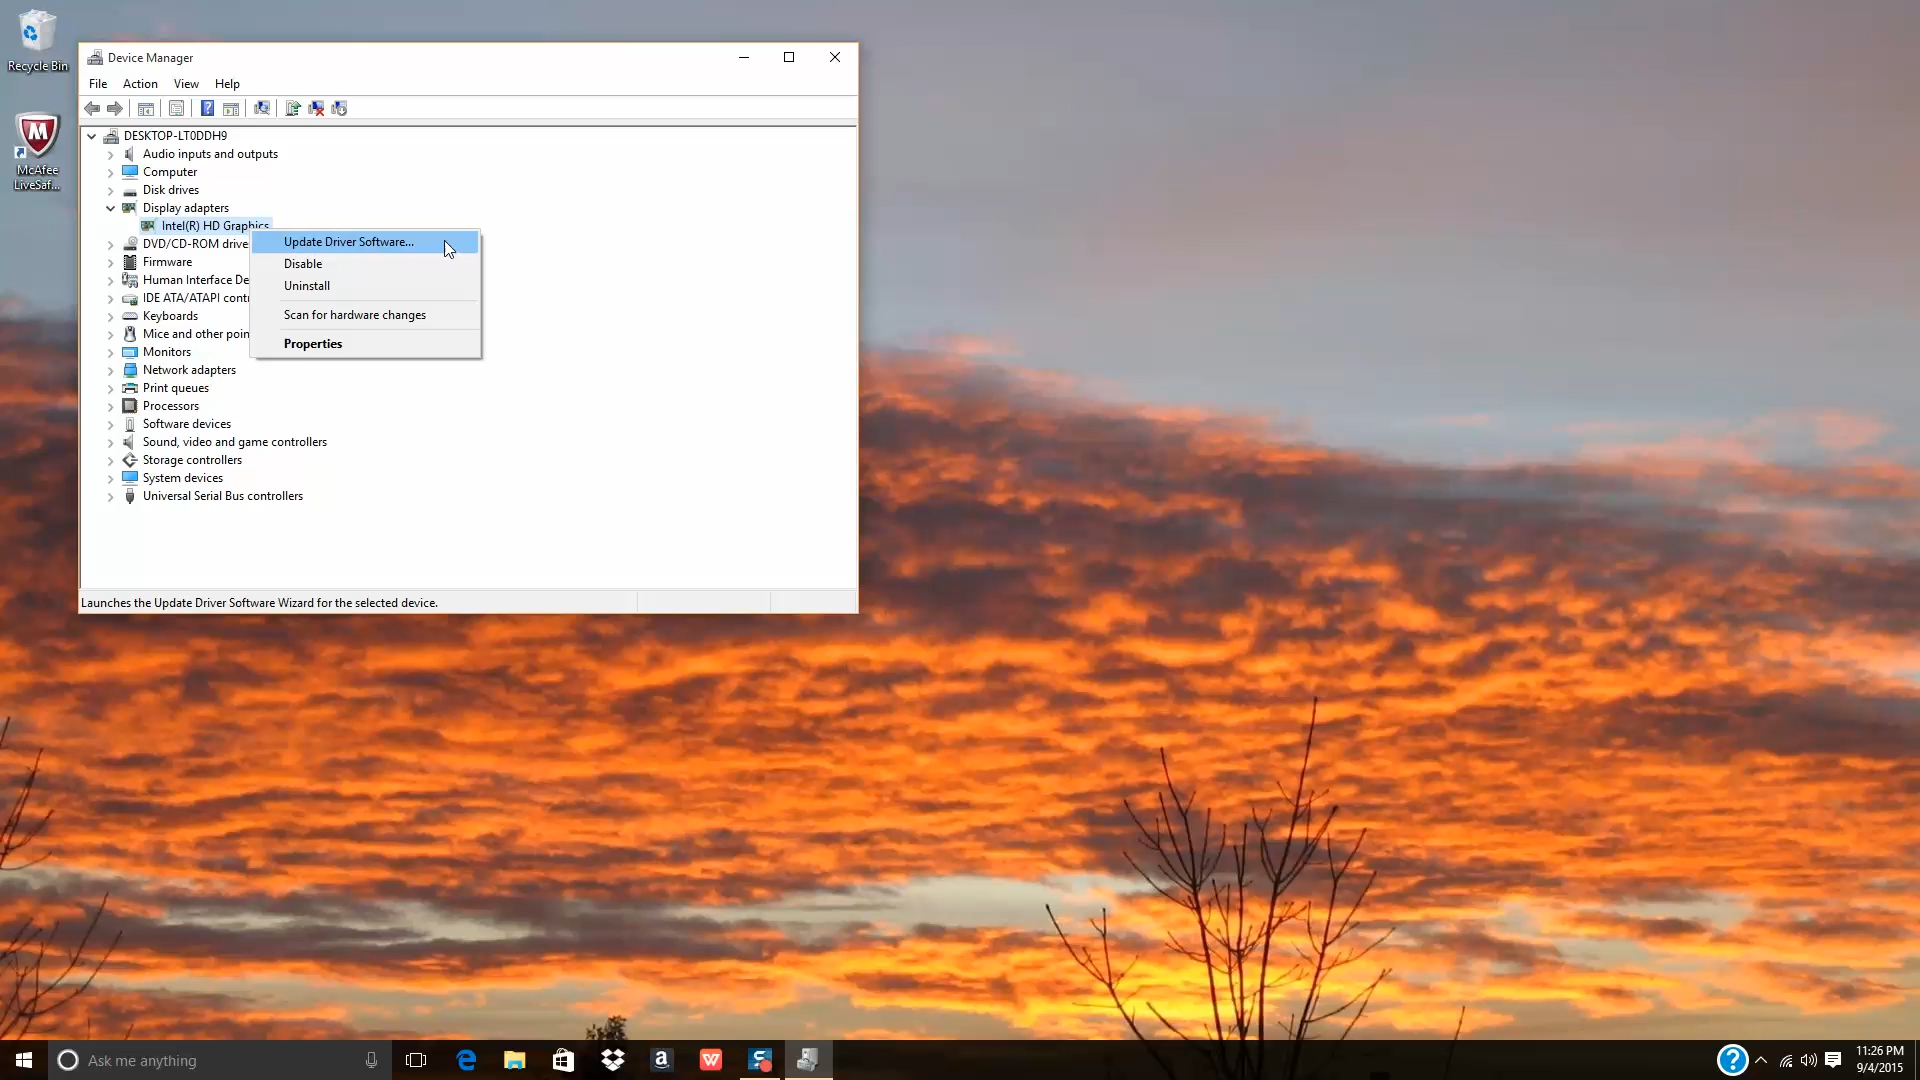 Recycle Bin
McAfee
LiveSaf...
Device Manager
File Action View Help
DESKTOP-LT0DDH9
Audio inputs and outputs
Computer
Disk drives
Display adapters
Intel(R) HD Graphics
DVD/CD-ROM drive
Firmware
Human Interface De
IDE ATA/ATAPI contr
Keyboards
Mice and other poin
Monitors
Network adapters
Print queues
Processors
Software devices
Sound, video and game controllers
Storage controllers
System devices
Universal Serial Bus controllers
Update Driver Software...
Disable
Uninstall
Scan for hardware changes
Properties
Launches the Update Driver Software Wizard for the selected device.
Ask me anything
11:26 PM
9/4/2015